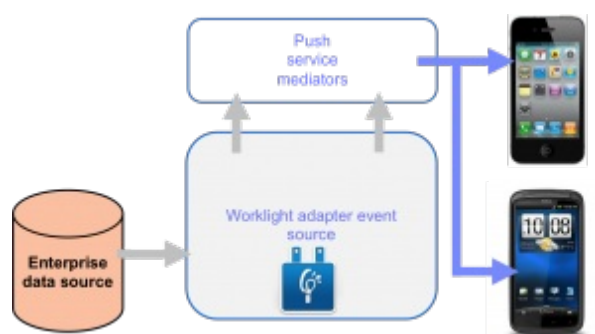 Push
service
mediators
Worklight adapter event
source
Enterprise
data source
10 08